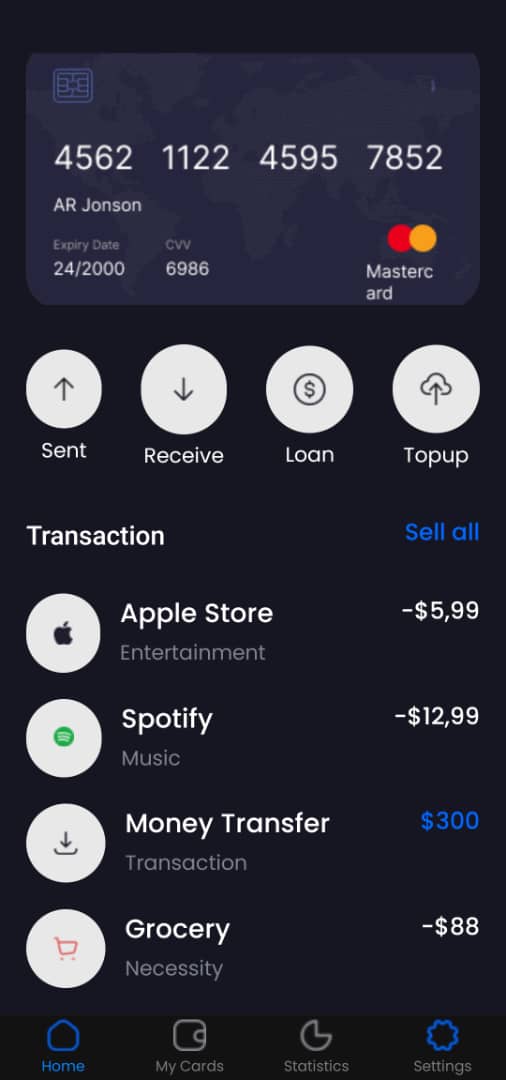 4562 1122 4595 7852
AR Jonson
Expiry Date CVV
24/2000 6986
Masterc
ard
Sent Receive Loan Topup
Transaction Sell all
Apple Store -$5,99
Entertainment
Spotify -$12,99
Music
Money Transfer $300
Transaction
Grocery -$88
Necessity
Home My Cards Statistics Settings